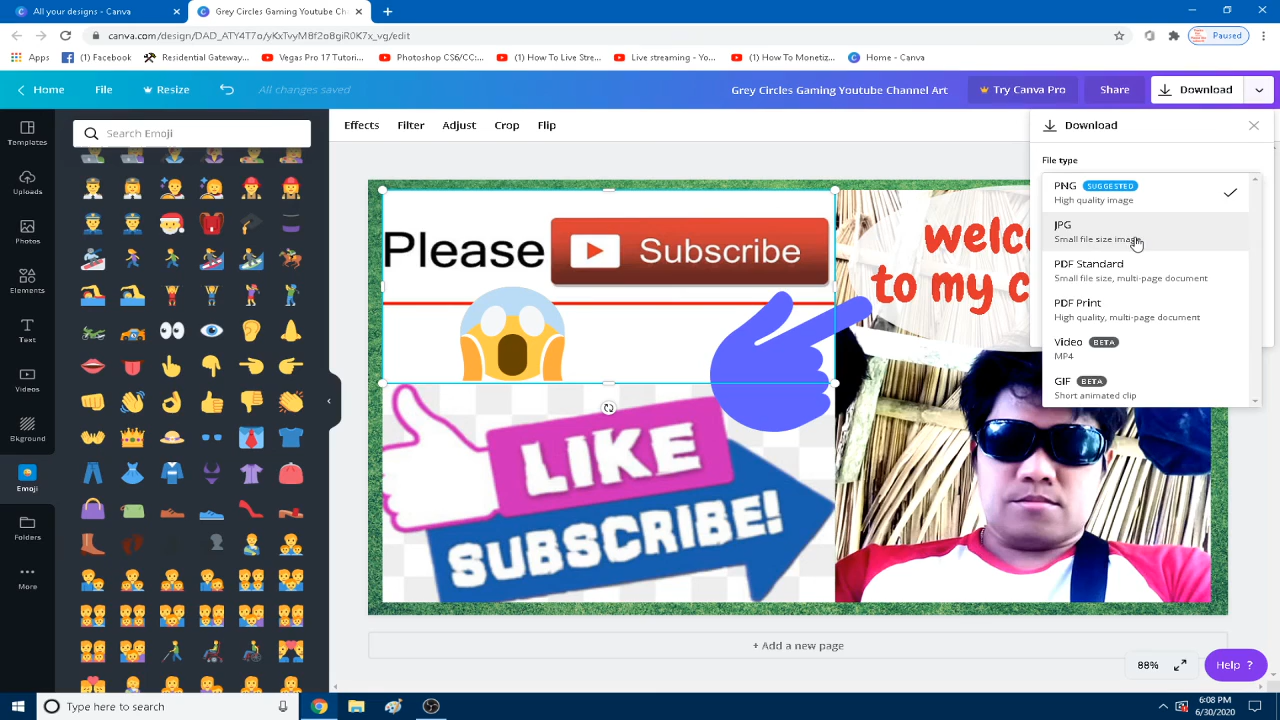 All your designs - Canva
Grey Circles Gaming Youtube Ch
canva.com/design/DAD_ATY4T7o/yKxTvyM8f2o8giR0K7x_vg/edit
Paused
Apps
(1) Facebook
Residential Gateway...
Vegas Pro 17 Tutori...
Photoshop CS6/CC:...
(1) How To Live Stre...
Live streaming - Yo...
(1) How To Monetiz...
Home - Canva
Home
File
Resize
All changes saved
Grey Circles Gaming Youtube Channel Art
Try Canva Pro
Share
Download
Templates
Uploads
Photos
Elements
Text
Videos
Bkground
Emoji
Folders
More
Search Emoji
Effects
Filter
Adjust
Crop
Flip
Please
Subscribe
LIKE
SUBSCRIBE!
welco
to my c
Download
File type
PNG SUGGESTED
High quality image
JPG
Small file size image
PDF Standard
Small file size, multi-page document
PDF Print
High quality, multi-page document
Video BETA
MP4
GIF BETA
Short animated clip
+ Add a new page
88%
Help ?
Type here to search
6:08 PM
6/30/2020